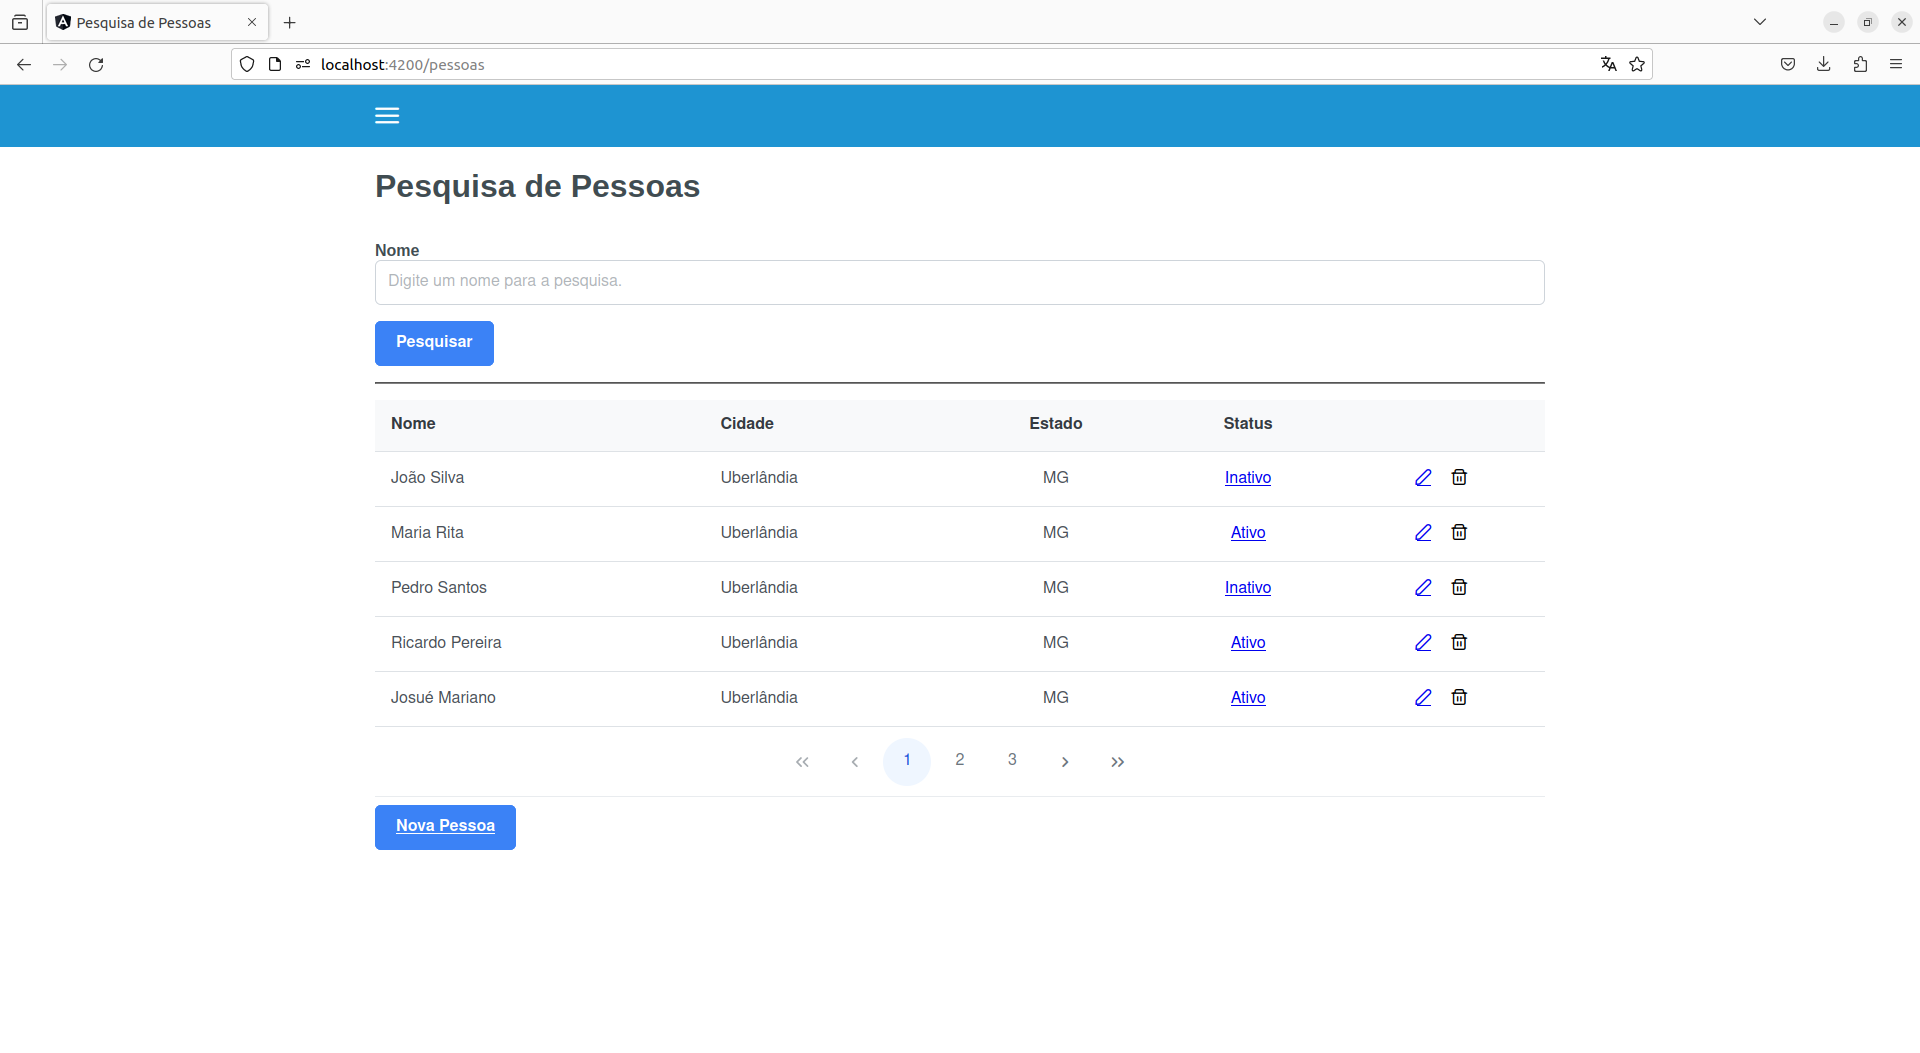 Pesquisa de Pessoas
localhost:4200/pessoas
Pesquisa de Pessoas
Nome
Digite um nome para a pesquisa.
Pesquisar
Nome Cidade Estado Status
João Silva Uberlândia MG Inativo
Maria Rita Uberlândia MG Ativo
Pedro Santos Uberlândia MG Inativo
Ricardo Pereira Uberlândia MG Ativo
Josué Mariano Uberlândia MG Ativo
1 2 3
Nova Pessoa